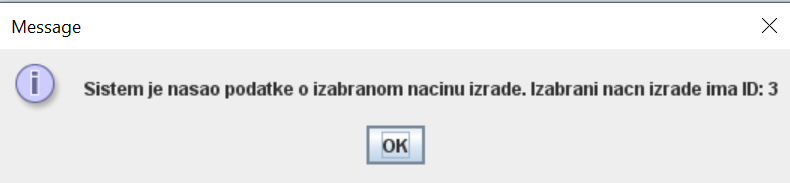 Message
Sistem je nasao podatke o izabranom nacinu izrade. Izabrani nacn izrade ima ID: 3
OK